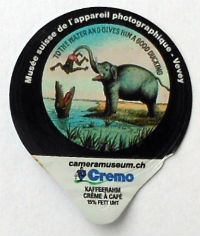 Musée suisse de l'appareil photographique - Vevey
TO THE WATER AND GIVES HIM A GOOD DUCKING
cameramuseum.ch
Cremo
KAFFEERAHM
CRÈME À CAFÉ
15% FETT UHT